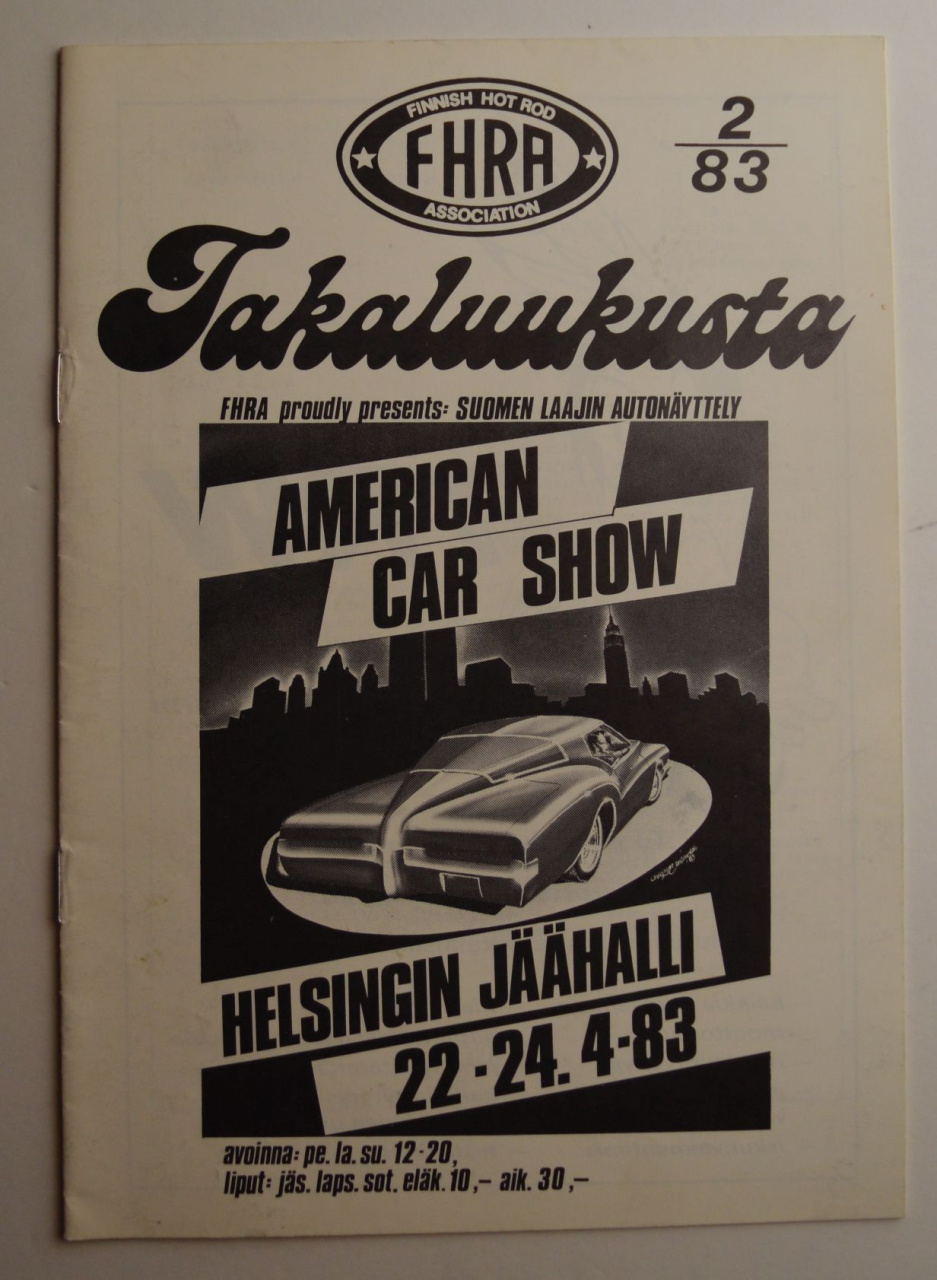 FINNISH HOT ROD
FHRA
ASSOCIATION
2
83
Takaluukusta
FHRA proudly presents: SUOMEN LAAJIN AUTONÄYTTELY
AMERICAN
CAR SHOW
HELSINGIN JÄÄHALLI
22-24.4-83
avoinna: pe. la. su. 12-20,
liput: jäs. laps. sot. eläk. 10,- aik. 30,-